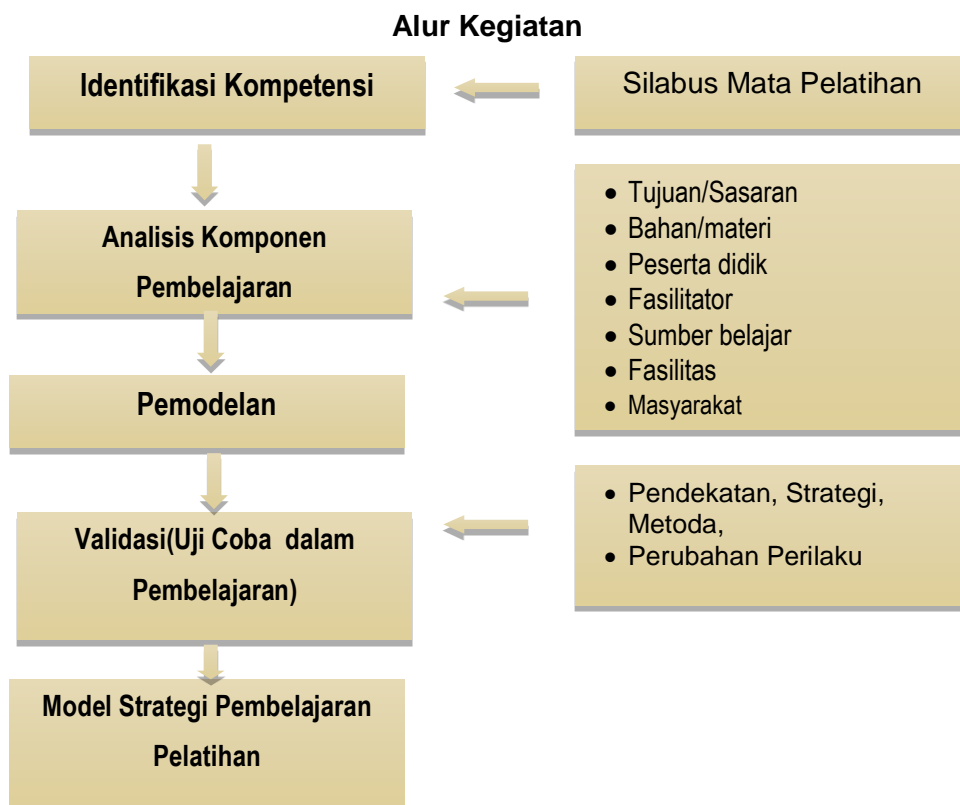 Alur Kegiatan
Identifikasi Kompetensi
Silabus Mata Pelatihan
Analisis Komponen
Pembelajaran
• Tujuan/Sasaran
• Bahan/materi
• Peserta didik
• Fasilitator
• Sumber belajar
• Fasilitas
• Masyarakat
Pemodelan
Validasi(Uji Coba dalam
Pembelajaran)
• Pendekatan, Strategi,
Metoda,
• Perubahan Perilaku
Model Strategi Pembelajaran
Pelatihan